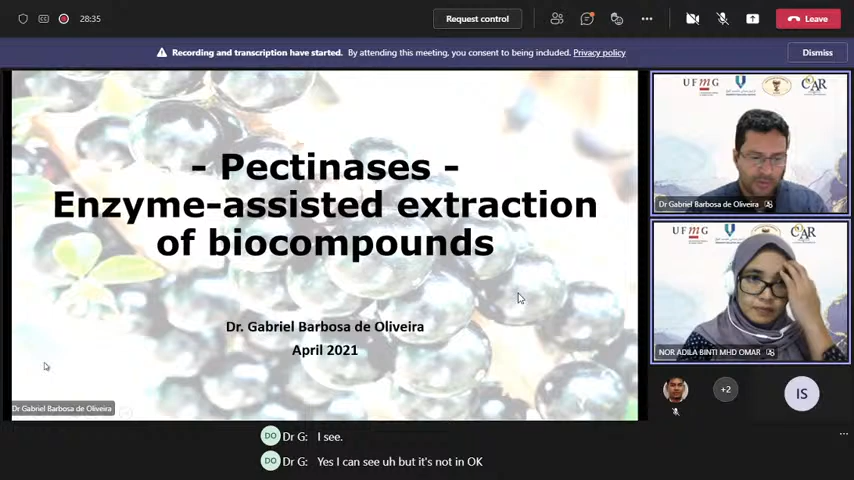 28:35
Request control
Leave
Recording and transcription have started. By attending this meeting, you consent to being included. Privacy policy
Dismiss
- Pectinases -
Enzyme-assisted extraction
of biocompounds
Dr. Gabriel Barbosa de Oliveira
April 2021
Dr Gabriel Barbosa de Oliveira
UFMG
CAR
Dr Gabriel Barbosa de Oliveira
UFMG
CAR
NOR ADILA BINTI MHD OMAR
+2
IS
DO Dr G: I see.
DO Dr G: Yes I can see uh but it's not in OK